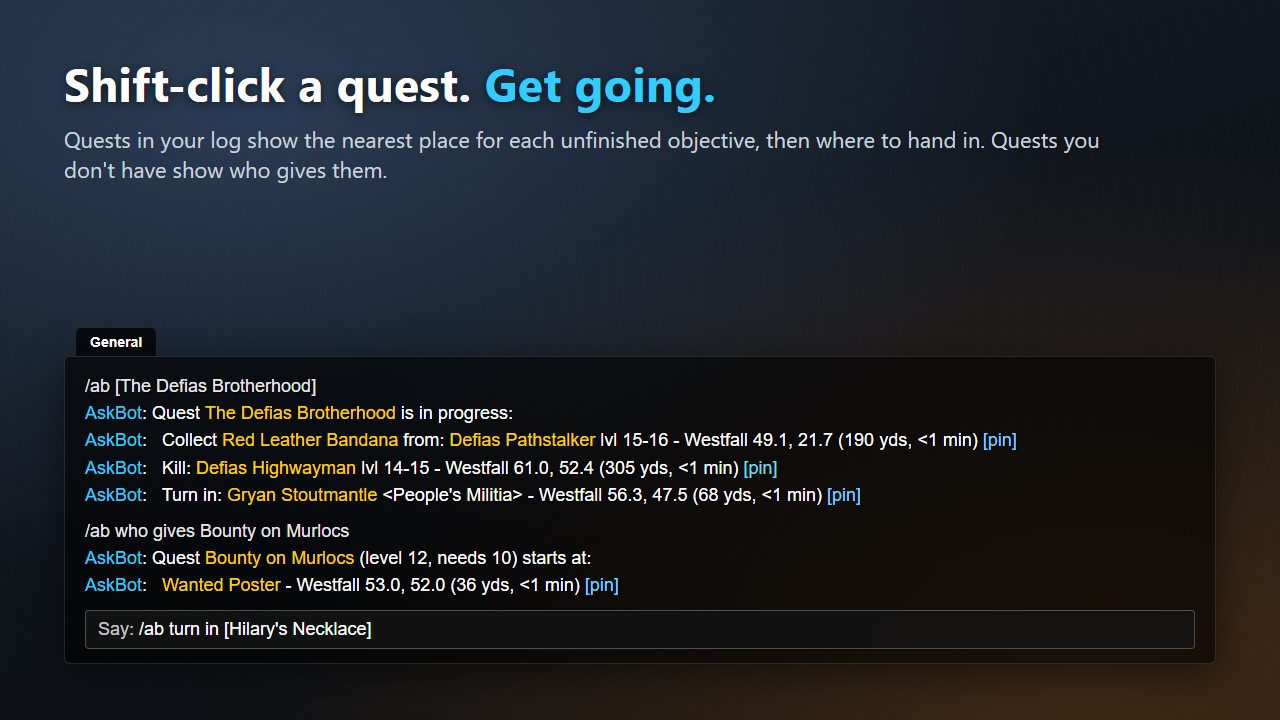 Shift-click a quest. Get going.
Quests in your log show the nearest place for each unfinished objective, then where to hand in. Quests you
don't have show who gives them.
General
/ab [The Defias Brotherhood]
AskBot: Quest The Defias Brotherhood is in progress:
AskBot: Collect Red Leather Bandana from: Defias Pathstalker lvl 15-16 - Westfall 49.1, 21.7 (190 yds, <1 min) [pin]
AskBot: Kill: Defias Highwayman lvl 14-15 - Westfall 61.0, 52.4 (305 yds, <1 min) [pin]
AskBot: Turn in: Gryan Stoutmantle <People's Militia> - Westfall 56.3, 47.5 (68 yds, <1 min) [pin]
/ab who gives Bounty on Murlocs
AskBot: Quest Bounty on Murlocs (level 12, needs 10) starts at:
AskBot: Wanted Poster - Westfall 53.0, 52.0 (36 yds, <1 min) [pin]
Say: /ab turn in [Hilary's Necklace]